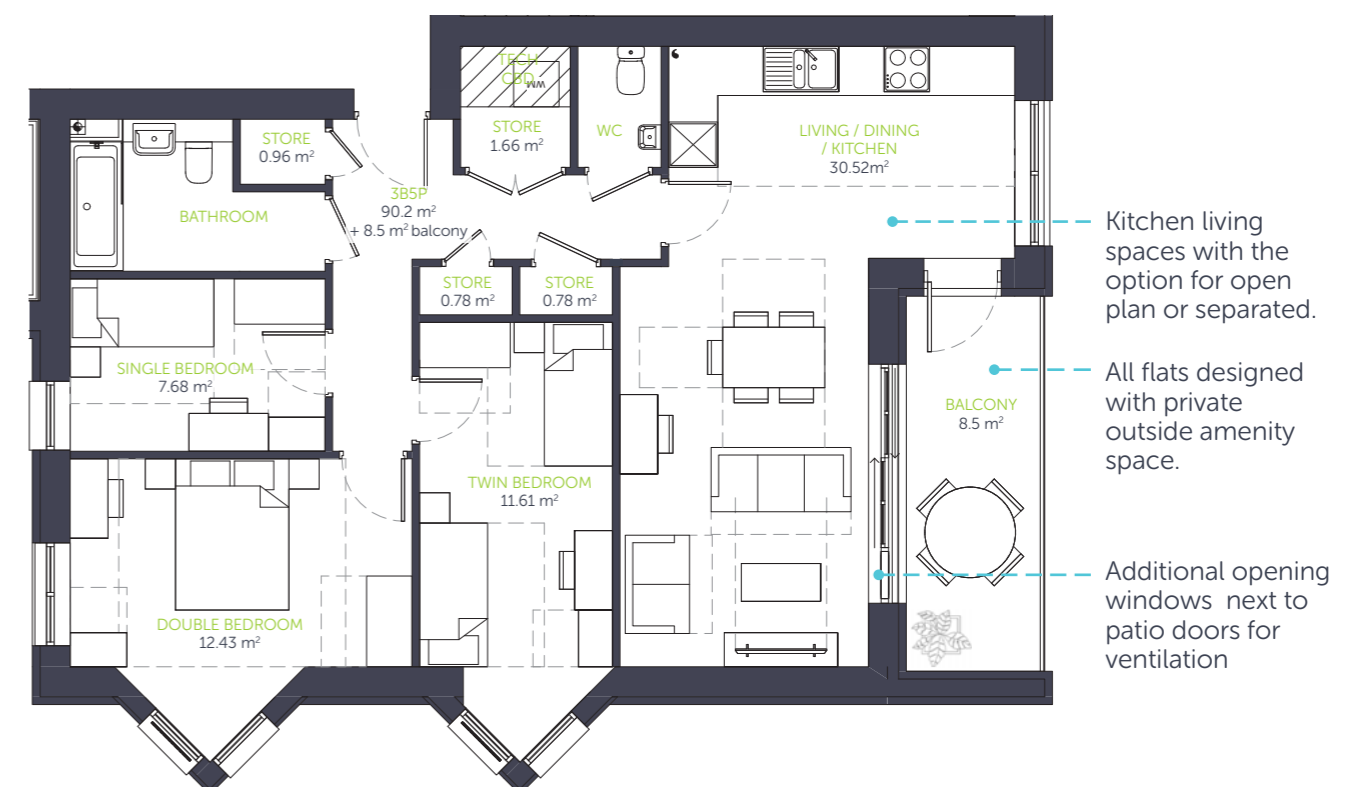 TECH
CBD
WM
STORE
1.66 m²
WC
LIVING / DINING
/ KITCHEN
30.52m²
STORE
0.96 m²
BATHROOM
3B5P
90.2 m²
+ 8.5 m² balcony
STORE
0.78 m²
STORE
0.78 m²
SINGLE BEDROOM
7.68 m²
TWIN BEDROOM
11.61 m²
DOUBLE BEDROOM
12.43 m²
BALCONY
8.5 m²
Kitchen living
spaces with the
option for open
plan or separated.
All flats designed
with private
outside amenity
space.
Additional opening
windows next to
patio doors for
ventilation